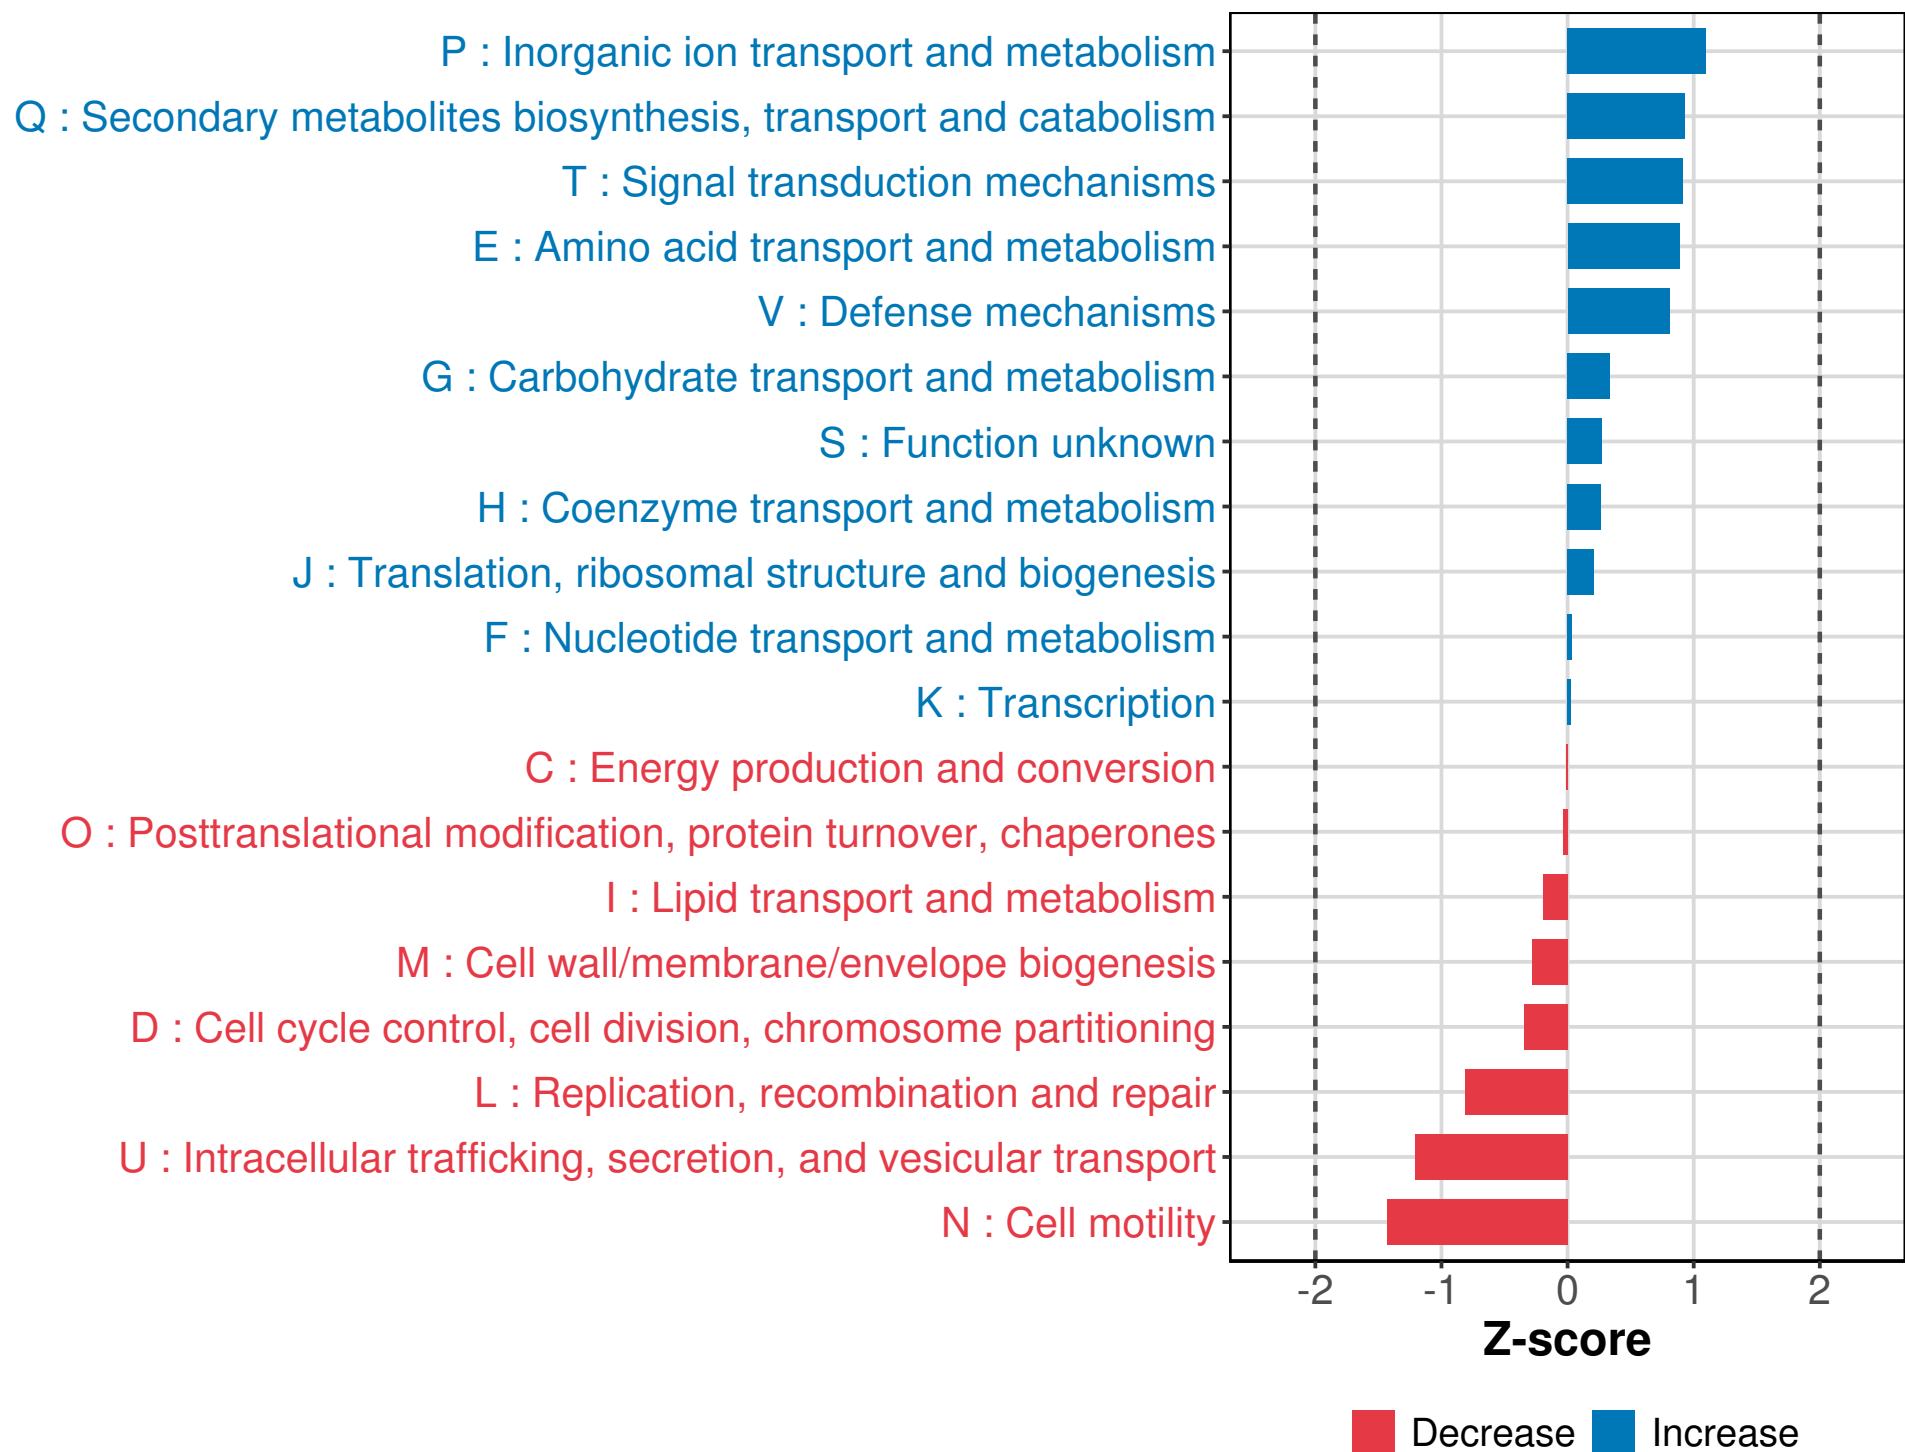 P : Inorganic ion transport and metabolism
Q : Secondary metabolites biosynthesis, transport and catabolism
T : Signal transduction mechanisms
E : Amino acid transport and metabolism
V : Defense mechanisms
G : Carbohydrate transport and metabolism
S : Function unknown
H : Coenzyme transport and metabolism
J : Translation, ribosomal structure and biogenesis
F : Nucleotide transport and metabolism
K : Transcription
C : Energy production and conversion
O : Posttranslational modification, protein turnover, chaperones
I : Lipid transport and metabolism
M : Cell wall/membrane/envelope biogenesis
D : Cell cycle control, cell division, chromosome partitioning
L : Replication, recombination and repair
U : Intracellular trafficking, secretion, and vesicular transport
N : Cell motility
-2 -1 0 1 2
Z-score
Decrease Increase